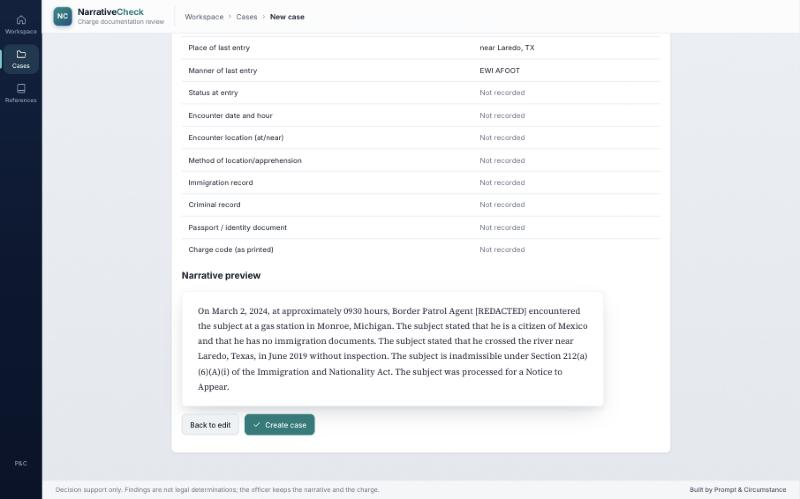 NC
NarrativeCheck
Charge documentation review
Workspace > Cases > New case
Workspace
Cases
References
Place of last entry near Laredo, TX
Manner of last entry EWI AFOOT
Status at entry Not recorded
Encounter date and hour Not recorded
Encounter location (at/near) Not recorded
Method of location/apprehension Not recorded
Immigration record Not recorded
Criminal record Not recorded
Passport / identity document Not recorded
Charge code (as printed) Not recorded
Narrative preview
On March 2, 2024, at approximately 0930 hours, Border Patrol Agent [REDACTED] encountered
the subject at a gas station in Monroe, Michigan. The subject stated that he is a citizen of Mexico
and that he has no immigration documents. The subject stated that he crossed the river near
Laredo, Texas, in June 2019 without inspection. The subject is inadmissible under Section 212(a)
(6)(A)(i) of the Immigration and Nationality Act. The subject was processed for a Notice to
Appear.
Back to edit
Create case
P&C
Decision support only. Findings are not legal determinations; the officer keeps the narrative and the charge.
Built by Prompt & Circumstance